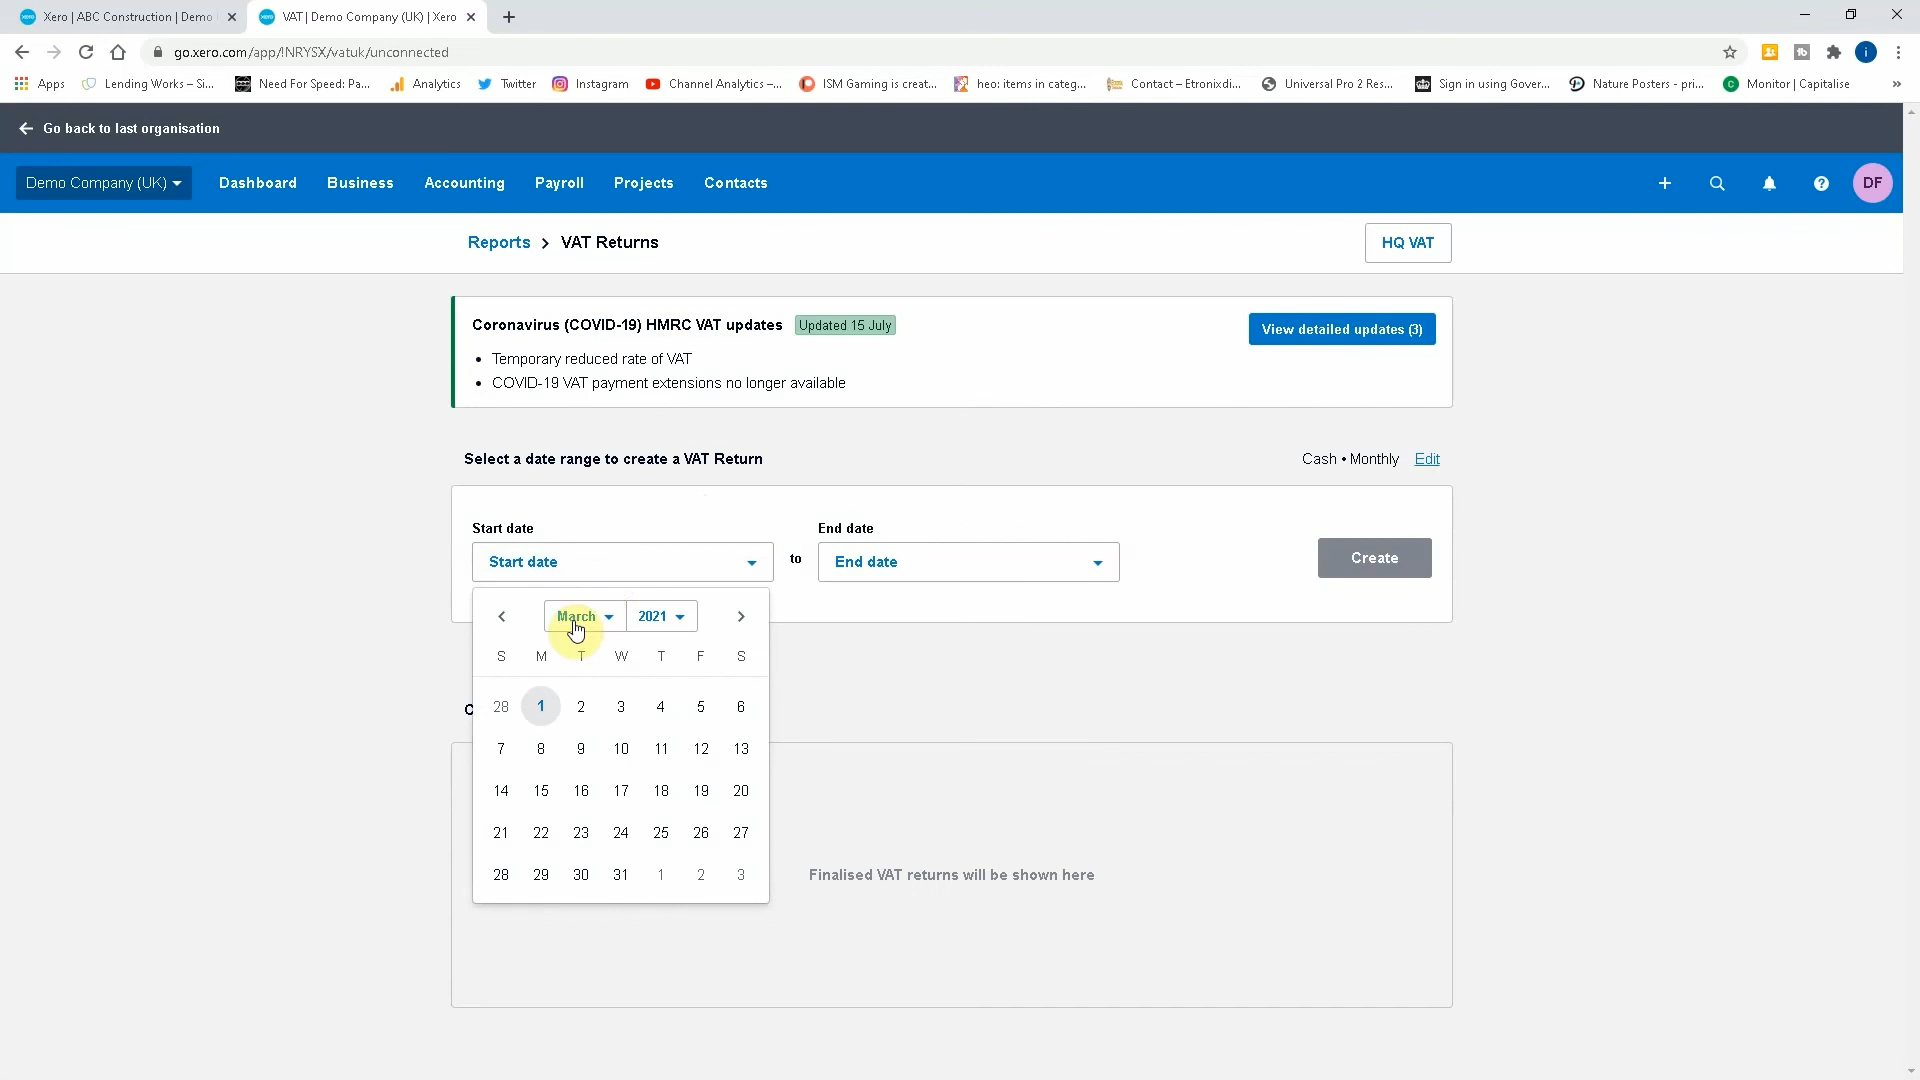 Xero | ABC Construction | Demo
VAT | Demo Company (UK) | Xero
go.xero.com/app/!NRYSX/vatuk/unconnected
Apps Lending Works – Si... Need For Speed: Pa... Analytics Twitter Instagram Channel Analytics –... ISM Gaming is creat... heo: items in categ... Contact – Etronixdi... Universal Pro 2 Res... Sign in using Gover... Nature Posters - pri... Monitor | Capitalise
Go back to last organisation
Demo Company (UK) Dashboard Business Accounting Payroll Projects Contacts DF
Reports > VAT Returns HQ VAT
Coronavirus (COVID-19) HMRC VAT updates Updated 15 July View detailed updates (3)
• Temporary reduced rate of VAT
• COVID-19 VAT payment extensions no longer available
Select a date range to create a VAT Return Cash • Monthly Edit
Start date End date
Start date to End date Create
March 2021
S M T W T F S
28 1 2 3 4 5 6
7 8 9 10 11 12 13
14 15 16 17 18 19 20
21 22 23 24 25 26 27
28 29 30 31 1 2 3
Finalised VAT returns will be shown here